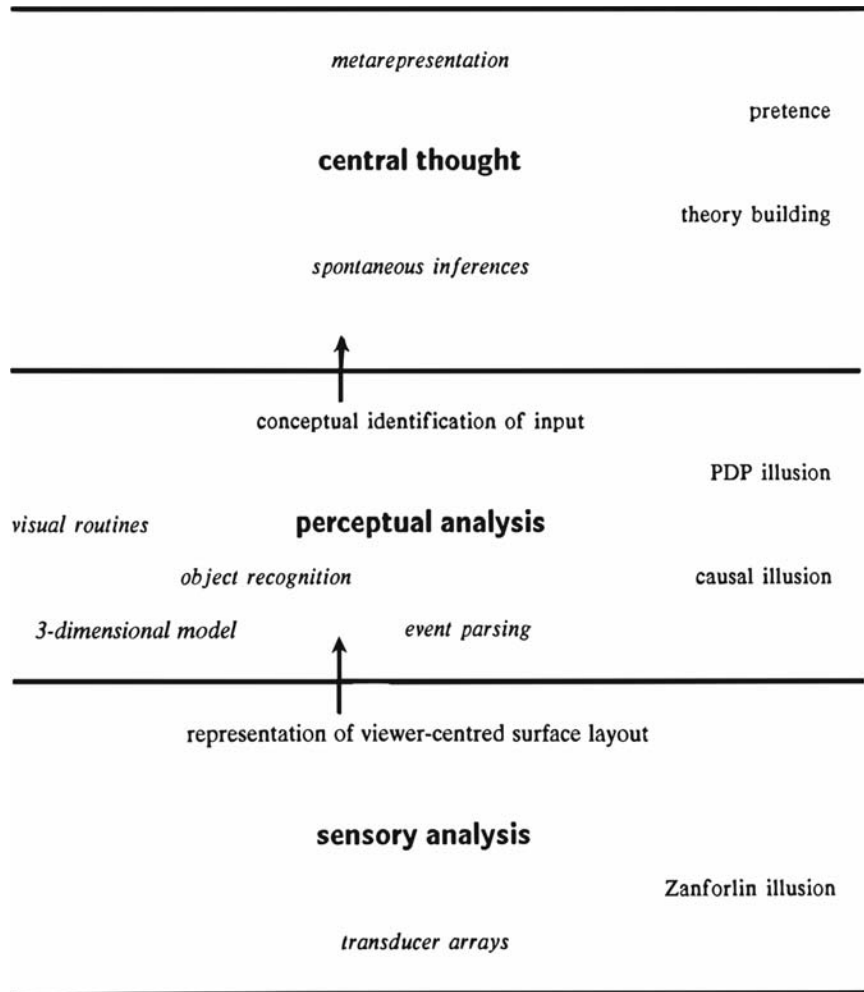 metarepresentation
pretence
central thought
theory building
spontaneous inferences
conceptual identification of input
PDP illusion
visual routines perceptual analysis
object recognition causal illusion
3-dimensional model event parsing
representation of viewer-centred surface layout
sensory analysis
Zanforlin illusion
transducer arrays